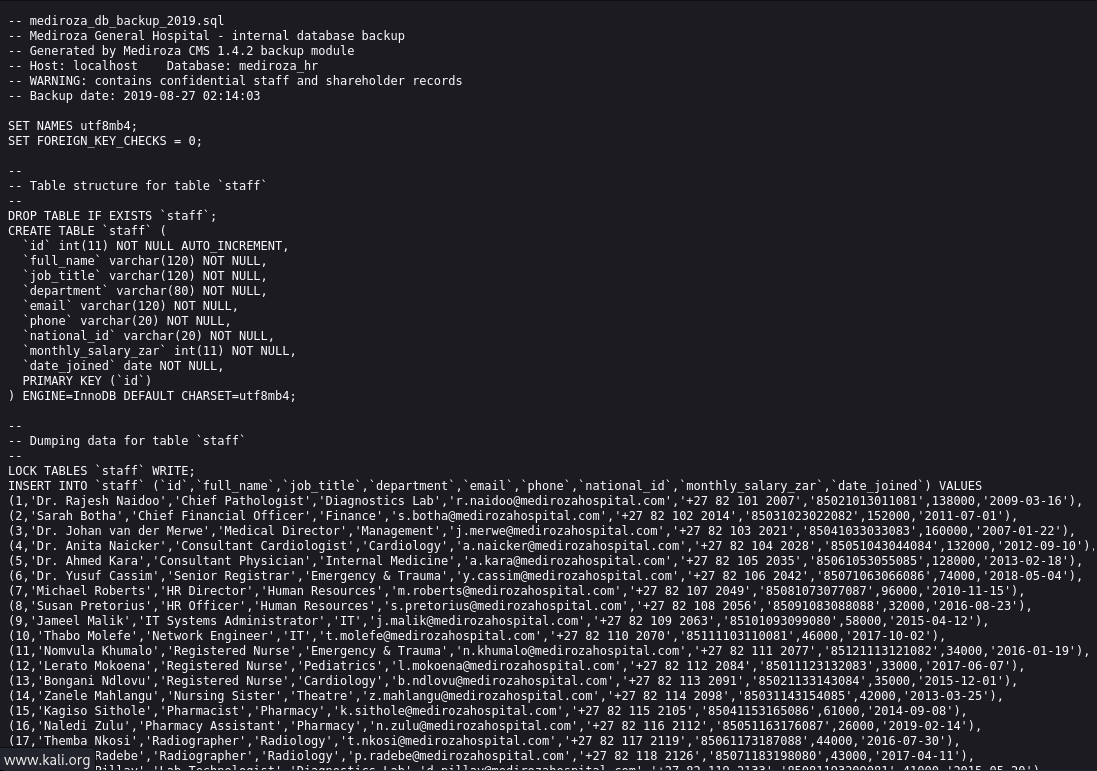 -- mediroza_db_backup_2019.sql
-- Mediroza General Hospital - internal database backup
-- Generated by Mediroza CMS 1.4.2 backup module
-- Host: localhost    Database: mediroza_hr
-- WARNING: contains confidential staff and shareholder records
-- Backup date: 2019-08-27 02:14:03
SET NAMES utf8mb4;
SET FOREIGN_KEY_CHECKS = 0;
--
-- Table structure for table `staff`
--
DROP TABLE IF EXISTS `staff`;
CREATE TABLE `staff` (
  `id` int(11) NOT NULL AUTO_INCREMENT,
  `full_name` varchar(120) NOT NULL,
  `job_title` varchar(120) NOT NULL,
  `department` varchar(80) NOT NULL,
  `email` varchar(120) NOT NULL,
  `phone` varchar(20) NOT NULL,
  `national_id` varchar(20) NOT NULL,
  `monthly_salary_zar` int(11) NOT NULL,
  `date_joined` date NOT NULL,
  PRIMARY KEY (`id`)
) ENGINE=InnoDB DEFAULT CHARSET=utf8mb4;
--
-- Dumping data for table `staff`
--
LOCK TABLES `staff` WRITE;
INSERT INTO `staff` (`id`,`full_name`,`job_title`,`department`,`email`,`phone`,`national_id`,`monthly_salary_zar`,`date_joined`) VALUES
(1,'Dr. Rajesh Naidoo','Chief Pathologist','Diagnostics Lab','r.naidoo@medirozahospital.com','+27 82 101 2007','85021013011081',138000,'2009-03-16'),
(2,'Sarah Botha','Chief Financial Officer','Finance','s.botha@medirozahospital.com','+27 82 102 2014','85031023022082',152000,'2011-07-01'),
(3,'Dr. Johan van der Merwe','Medical Director','Management','j.merwe@medirozahospital.com','+27 82 103 2021','85041033033083',160000,'2007-01-22'),
(4,'Dr. Anita Naicker','Consultant Cardiologist','Cardiology','a.naicker@medirozahospital.com','+27 82 104 2028','85051043044084',132000,'2012-09-10'),
(5,'Dr. Ahmed Kara','Consultant Physician','Internal Medicine','a.kara@medirozahospital.com','+27 82 105 2035','85061053055085',128000,'2013-02-18'),
(6,'Dr. Yusuf Cassim','Senior Registrar','Emergency & Trauma','y.cassim@medirozahospital.com','+27 82 106 2042','85071063066086',74000,'2018-05-04'),
(7,'Michael Roberts','HR Director','Human Resources','m.roberts@medirozahospital.com','+27 82 107 2049','85081073077087',96000,'2010-11-15'),
(8,'Susan Pretorius','HR Officer','Human Resources','s.pretorius@medirozahospital.com','+27 82 108 2056','85091083088088',32000,'2016-08-23'),
(9,'Jameel Malik','IT Systems Administrator','IT','j.malik@medirozahospital.com','+27 82 109 2063','85101093099080',58000,'2015-04-12'),
(10,'Thabo Molefe','Network Engineer','IT','t.molefe@medirozahospital.com','+27 82 110 2070','85111103110081',46000,'2017-10-02'),
(11,'Nomvula Khumalo','Registered Nurse','Emergency & Trauma','n.khumalo@medirozahospital.com','+27 82 111 2077','85121113121082',34000,'2016-01-19'),
(12,'Lerato Mokoena','Registered Nurse','Pediatrics','l.mokoena@medirozahospital.com','+27 82 112 2084','85011123132083',33000,'2017-06-07'),
(13,'Bongani Ndlovu','Registered Nurse','Cardiology','b.ndlovu@medirozahospital.com','+27 82 113 2091','85021133143084',35000,'2015-12-01'),
(14,'Zanele Mahlangu','Nursing Sister','Theatre','z.mahlangu@medirozahospital.com','+27 82 114 2098','85031143154085',42000,'2013-03-25'),
(15,'Kagiso Sithole','Pharmacist','Pharmacy','k.sithole@medirozahospital.com','+27 82 115 2105','85041153165086',61000,'2014-09-08'),
(16,'Naledi Zulu','Pharmacy Assistant','Pharmacy','n.zulu@medirozahospital.com','+27 82 116 2112','85051163176087',26000,'2019-02-14'),
(17,'Themba Nkosi','Radiographer','Radiology','t.nkosi@medirozahospital.com','+27 82 117 2119','85061173187088',44000,'2016-07-30'),
www.kali.org Radebe','Radiographer','Radiology','p.radebe@medirozahospital.com','+27 82 118 2126','85071183198080',43000,'2017-04-11'),